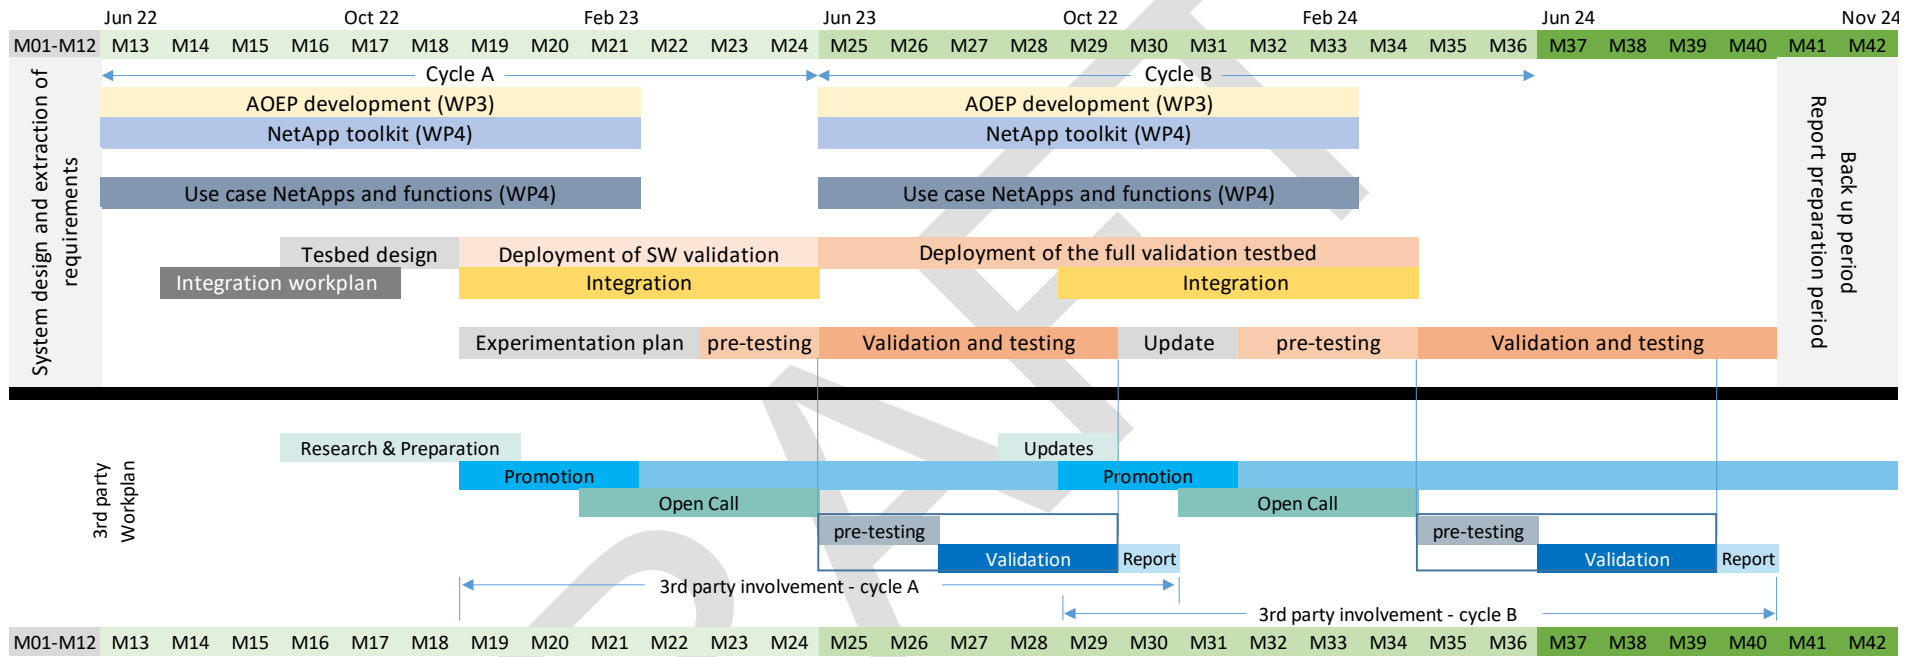 Jun 22 Oct 22 Feb 23 Jun 23 Oct 22 Feb 24 Jun 24 Nov 24
M01-M12 M13 M14 M15 M16 M17 M18 M19 M20 M21 M22 M23 M24 M25 M26 M27 M28 M29 M30 M31 M32 M33 M34 M35 M36 M37 M38 M39 M40 M41 M42
System design and extraction of
requirements
Cycle A Cycle B
AOEP development (WP3) AOEP development (WP3)
NetApp toolkit (WP4) NetApp toolkit (WP4)
Use case NetApps and functions (WP4) Use case NetApps and functions (WP4)
Tesbed design Deployment of SW validation Deployment of the full validation testbed
Integration workplan Integration Integration
Experimentation plan pre-testing Validation and testing Update pre-testing Validation and testing
Back up period
Report preparation period
3rd party
Workplan
Research & Preparation Updates
Promotion Promotion
Open Call Open Call
pre-testing pre-testing
Validation Report Validation Report
3rd party involvement - cycle A
3rd party involvement - cycle B
M01-M12 M13 M14 M15 M16 M17 M18 M19 M20 M21 M22 M23 M24 M25 M26 M27 M28 M29 M30 M31 M32 M33 M34 M35 M36 M37 M38 M39 M40 M41 M42
DRAFT